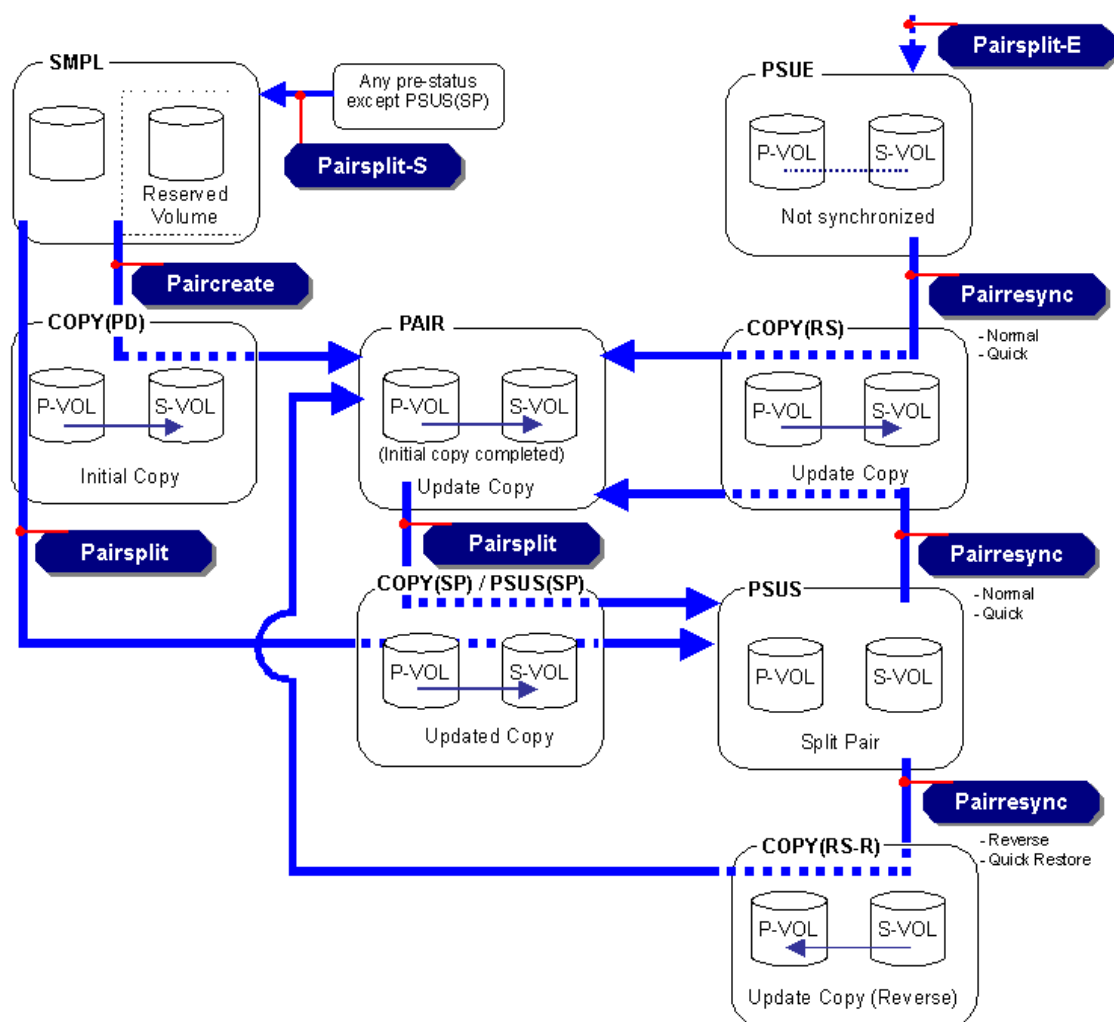 Pairsplit-E
SMPL
Any pre-status
except PSUS(SP)
PSUE
Pairsplit-S
P-VOL
S-VOL
Reserved
Volume
Not synchronized
Paircreate
Pairresync
- Normal
- Quick
COPY(PD)
PAIR
COPY(RS)
P-VOL
S-VOL
P-VOL
S-VOL
P-VOL
S-VOL
(Initial copy completed)
Initial Copy
Update Copy
Update Copy
Pairsplit
Pairsplit
Pairresync
- Normal
- Quick
COPY(SP) / PSUS(SP)
PSUS
P-VOL
S-VOL
P-VOL
S-VOL
Updated Copy
Split Pair
Pairresync
- Reverse
- Quick Restore
COPY(RS-R)
P-VOL
S-VOL
Update Copy (Reverse)